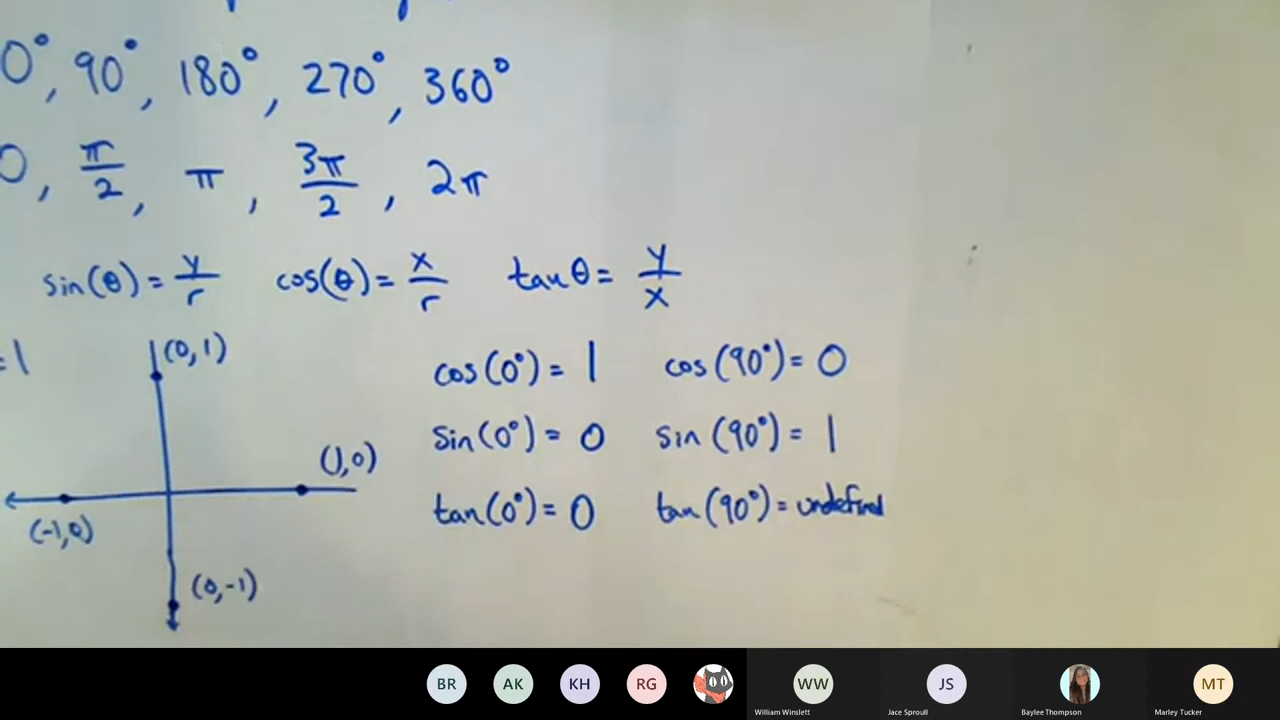 0°, 90°, 180°, 270°, 360°
0, π/2, π, 3π/2, 2π
sin(θ) = y/r cos(θ) = x/r tan θ = y/x
=1 (0,1) cos(0°) = 1 cos(90°) = 0
(1,0) sin(0°) = 0 sin(90°) = 1
(-1,0) tan(0°) = 0 tan(90°) = undefined
(0,-1)
BR AK KH RG WW JS MT
William Winslett Jace Sproull Baylee Thompson Marley Tucker